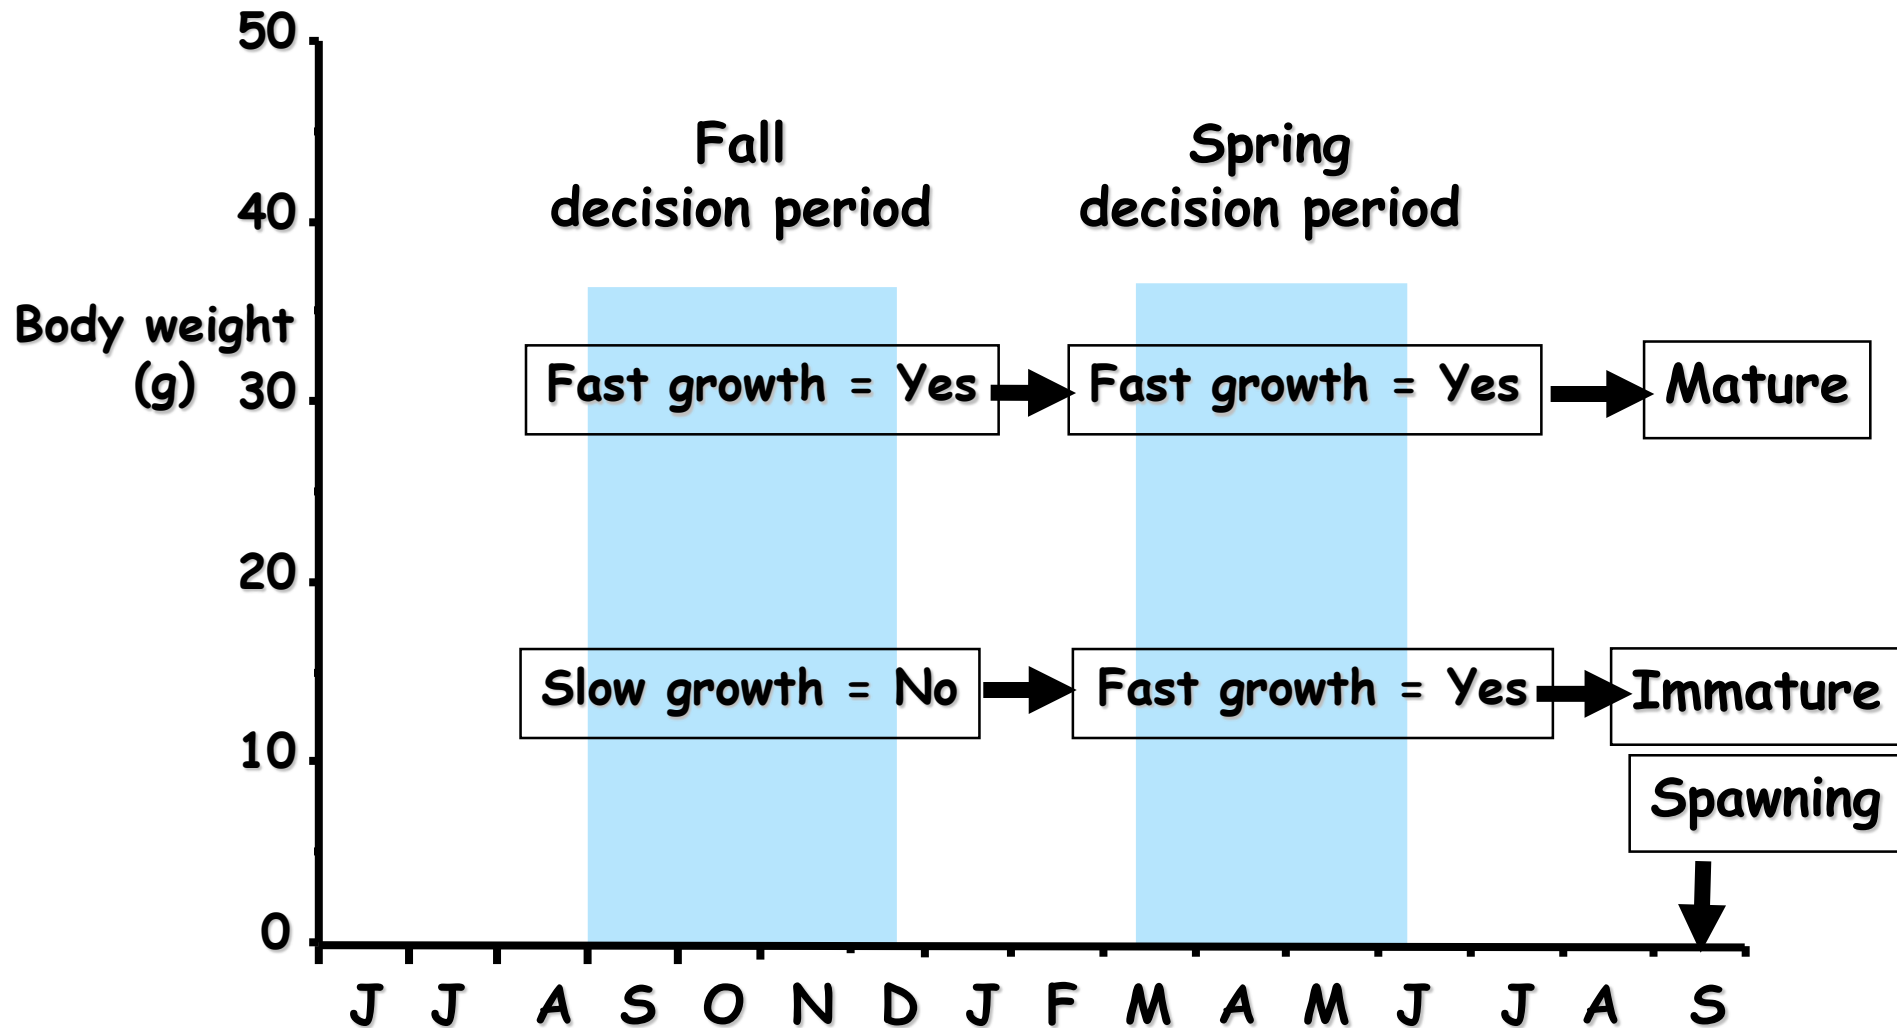 50
Fall
decision period
Spring
decision period
40
Body weight
(g)
30
Fast growth = Yes
Fast growth = Yes
Mature
20
Slow growth = No
Fast growth = Yes
Immature
10
Spawning
0
J J A S O N D J F M A M J J A S